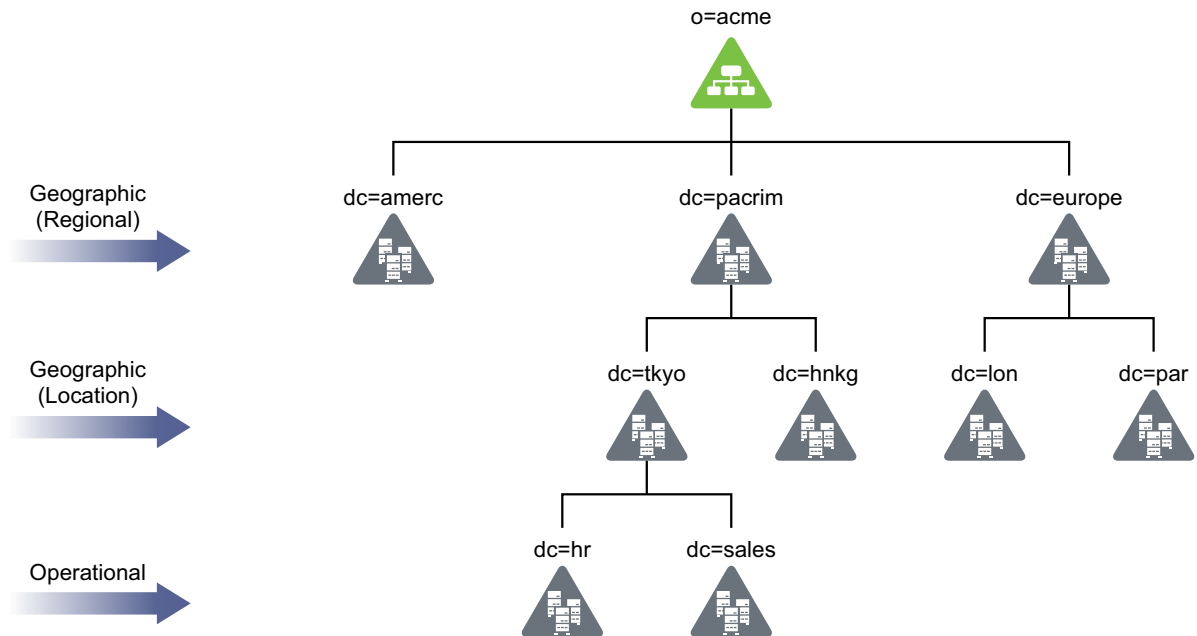 o=acme
Geographic
(Regional)
dc=amerc
dc=pacrim
dc=europe
Geographic
(Location)
dc=tkyo
dc=hnkg
dc=lon
dc=par
Operational
dc=hr
dc=sales